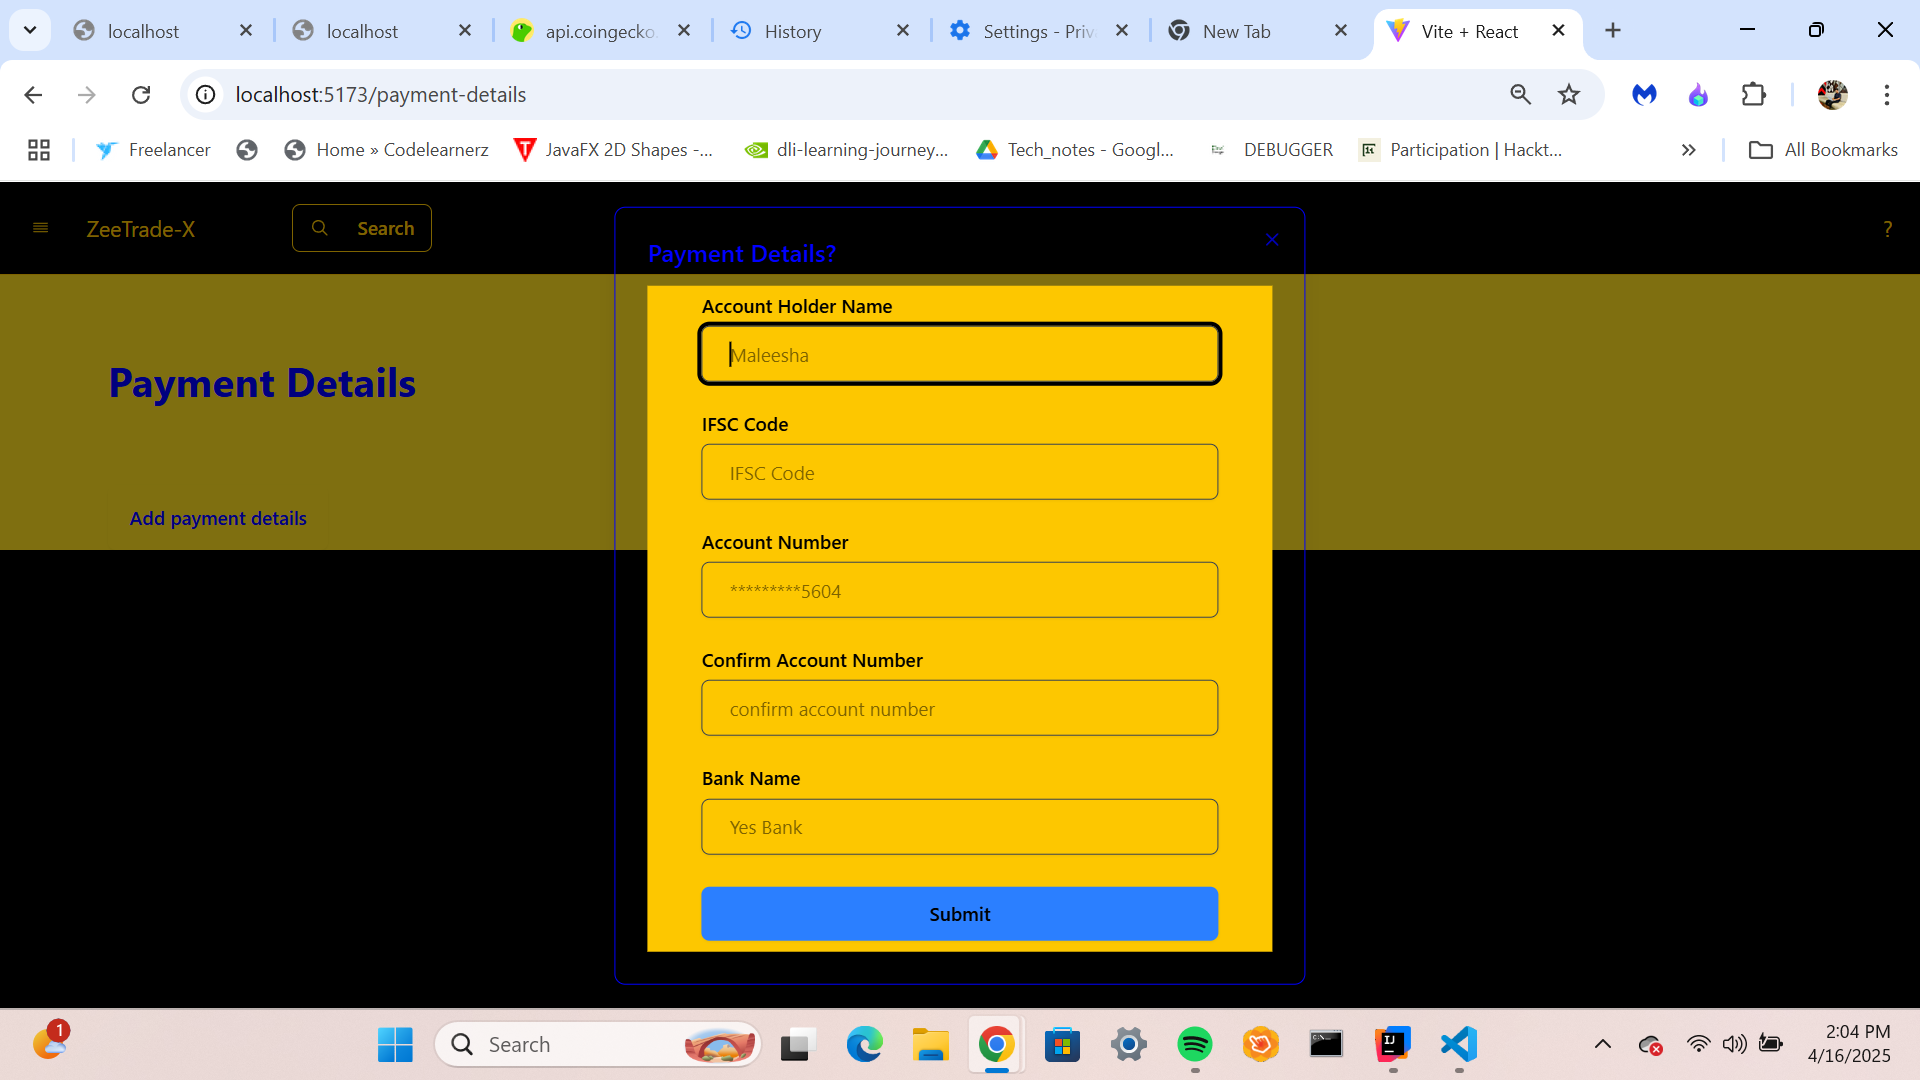 localhost
localhost
api.coingecko.
History
Settings - Priv
New Tab
Vite + React
localhost:5173/payment-details
Freelancer
Home » Codelearnerz
JavaFX 2D Shapes -...
dli-learning-journey...
Tech_notes - Googl...
DEBUGGER
Participation | Hackt...
»
All Bookmarks
ZeeTrade-X
Search
?
Payment Details?
Account Holder Name
Maleesha
Payment Details
IFSC Code
IFSC Code
Add payment details
Account Number
*********5604
Confirm Account Number
confirm account number
Bank Name
Yes Bank
Submit
1
Search
2:04 PM
4/16/2025